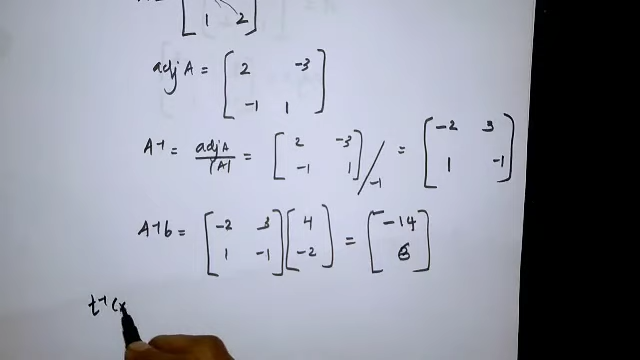 1 2
adj A = [ 2 -3 -1 1 ]
A⁻¹ = adj A / |A| = [ 2 -3 -1 1 ] / -1 = [ -2 3 1 -1 ]
A⁻¹b = [ -2 3 1 -1 ] [ 4 -2 ] = [ -14 6 ]
t⁻¹(x